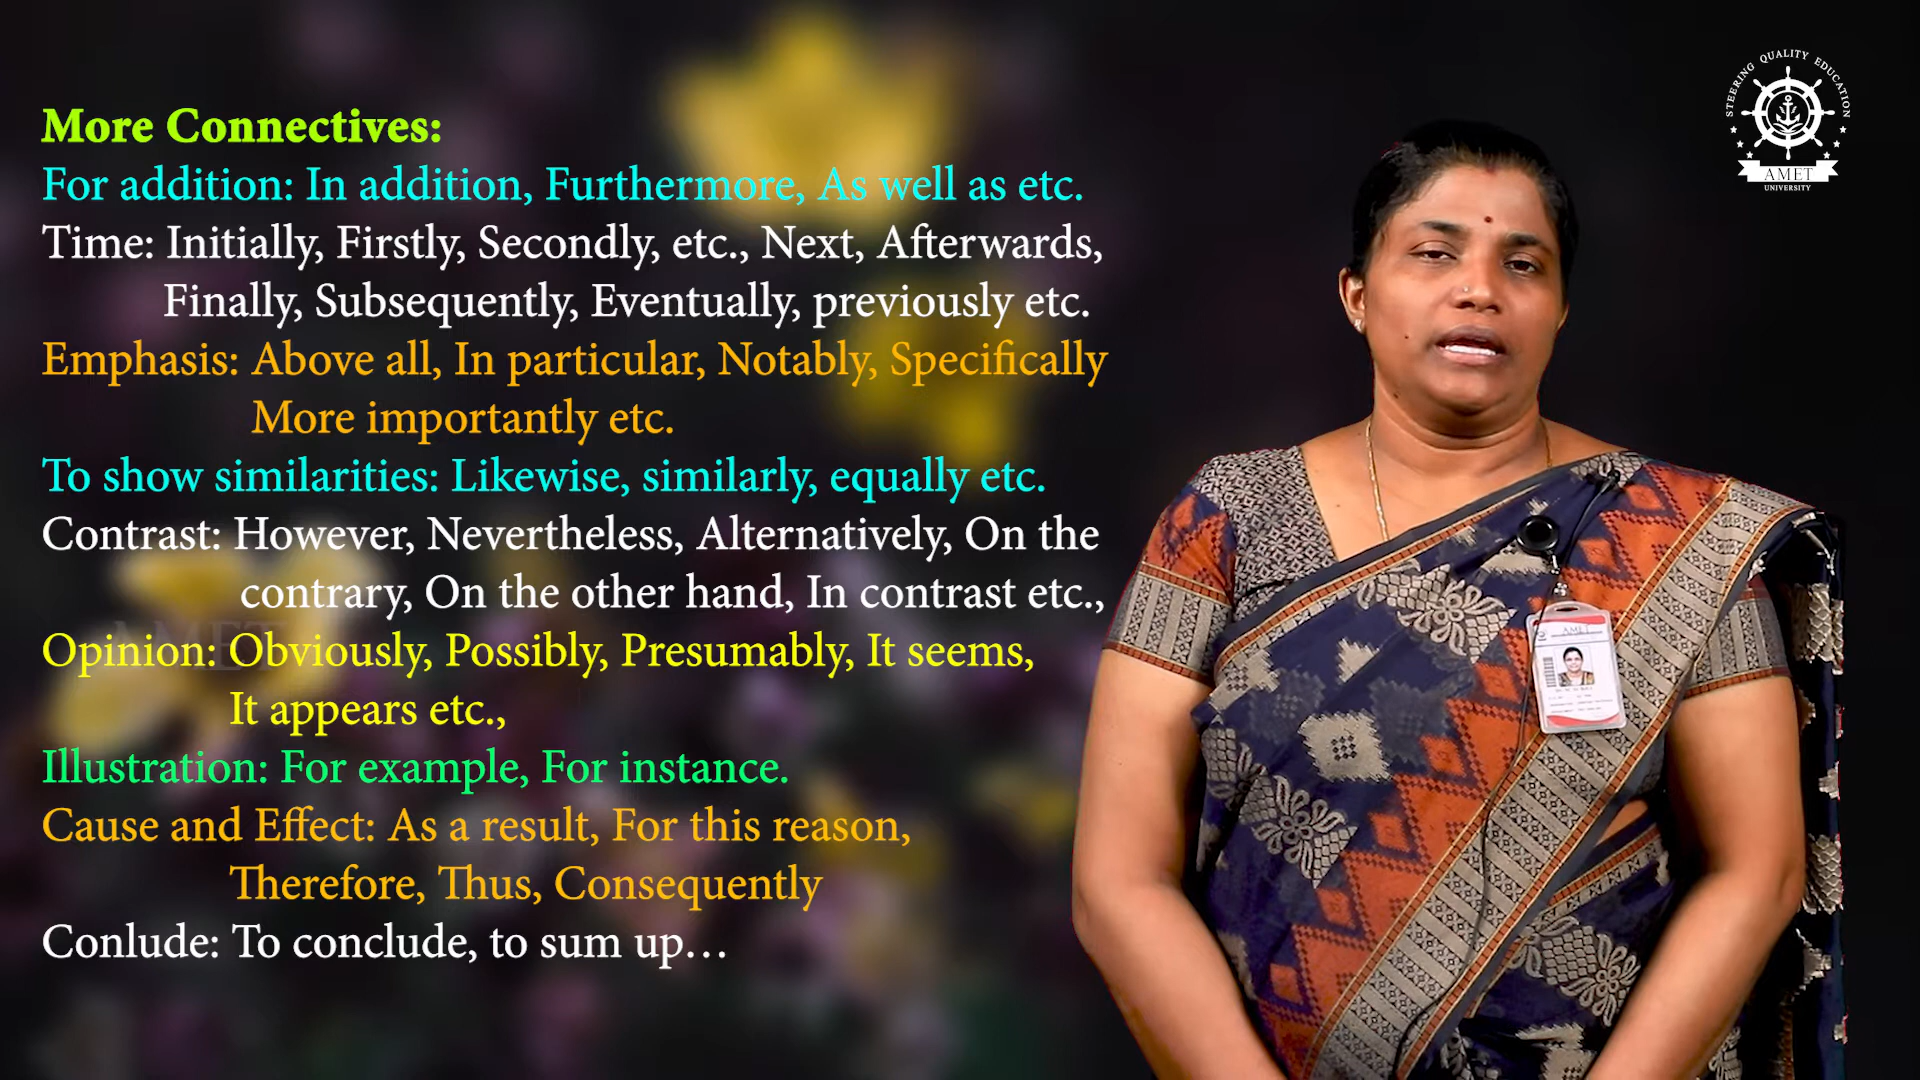 More Connectives:
For addition: In addition, Furthermore, As well as etc.
Time: Initially, Firstly, Secondly, etc., Next, Afterwards,
Finally, Subsequently, Eventually, previously etc.
Emphasis: Above all, In particular, Notably, Specifically
More importantly etc.
To show similarities: Likewise, similarly, equally etc.
Contrast: However, Nevertheless, Alternatively, On the
contrary, On the other hand, In contrast etc.,
Opinion: Obviously, Possibly, Presumably, It seems,
It appears etc.,
Illustration: For example, For instance.
Cause and Effect: As a result, For this reason,
Therefore, Thus, Consequently
Conlude: To conclude, to sum up…
STEERING QUALITY EDUCATION
AMET
UNIVERSITY
AMET